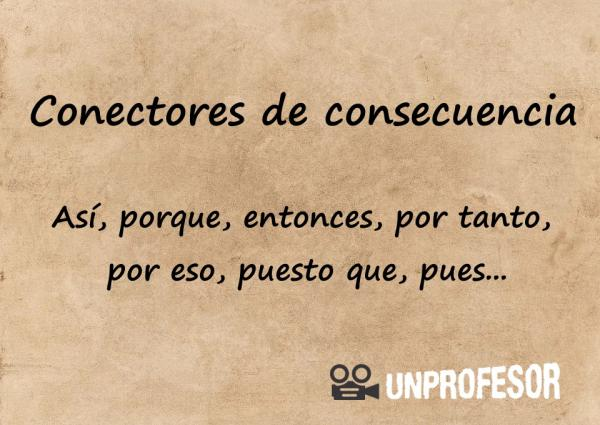 Conectores de consecuencia
Así, porque, entonces, por tanto,
por eso, puesto que, pues...
UNPROFESOR